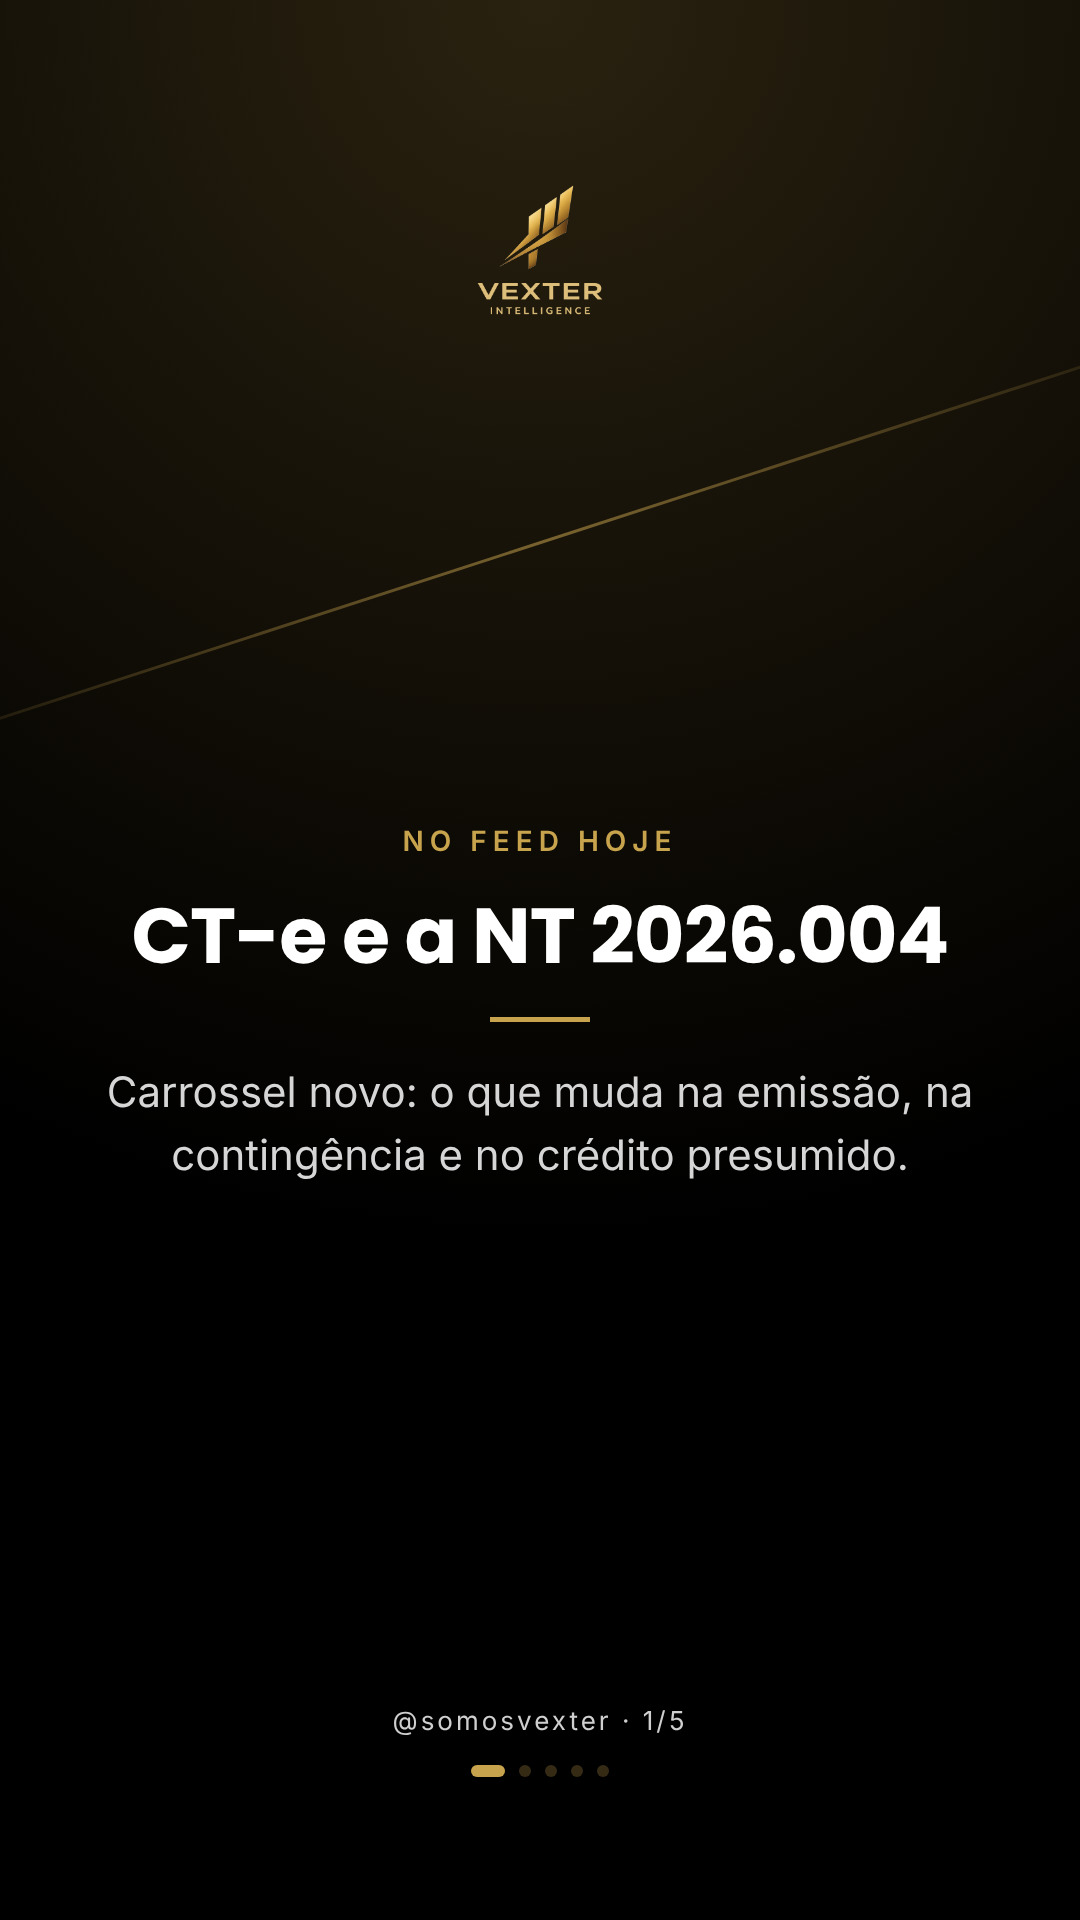 VEXTER
INTELLIGENCE
NO FEED HOJE
CT-e e a NT 2026.004
Carrossel novo: o que muda na emissão, na
contingência e no crédito presumido.
@somosvexter · 1/5